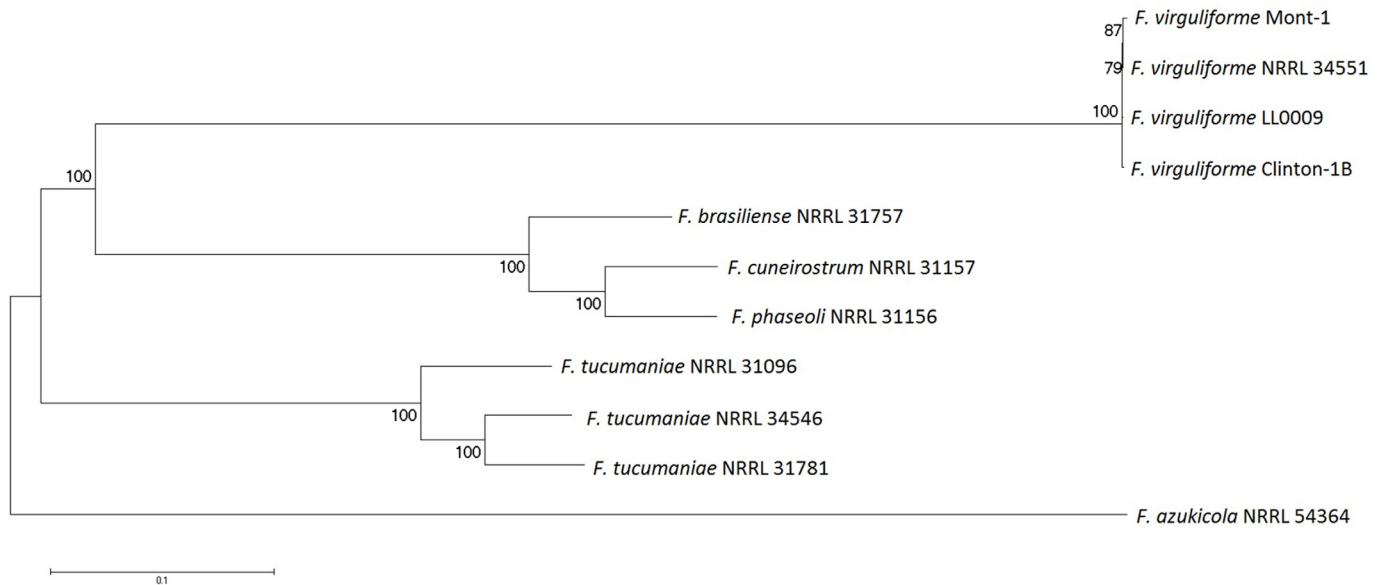 F. virguliforme Mont-1
87
79 F. virguliforme NRRL 34551
100 F. virguliforme LL0009
F. virguliforme Clinton-1B
100
F. brasiliense NRRL 31757
100 F. cuneirostrum NRRL 31157
100
F. phaseoli NRRL 31156
F. tucumaniae NRRL 31096
100
F. tucumaniae NRRL 34546
100
F. tucumaniae NRRL 31781
F. azukicola NRRL 54364
0.1